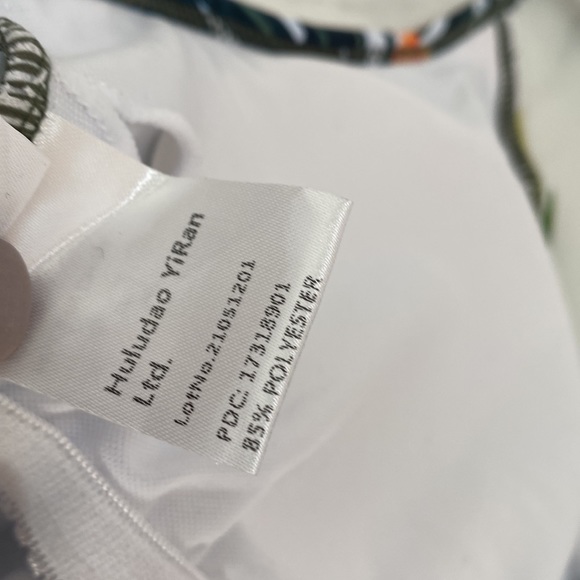 Huludao YiRan
Ltd.
LotNo.21051201
PDC: 17318901
85% POLYESTER